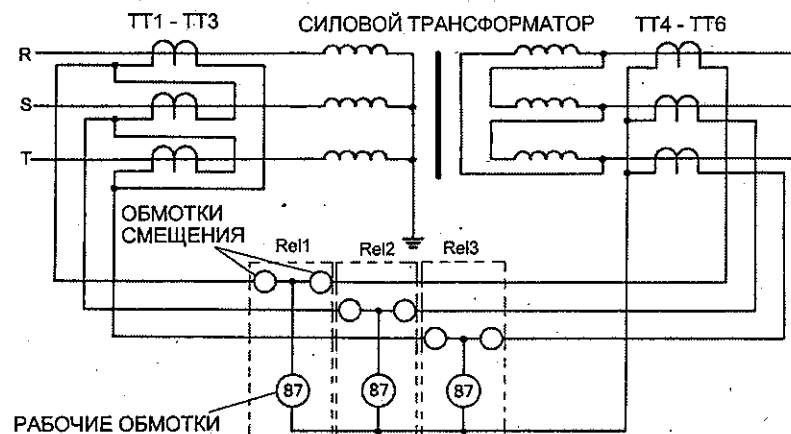 ТТ1 - ТТ3
СИЛОВОЙ ТРАНСФОРМАТОР
ТТ4 - ТТ6
R
S
T
ОБМОТКИ
СМЕЩЕНИЯ
Rel1
Rel2
Rel3
87
87
87
РАБОЧИЕ ОБМОТКИ